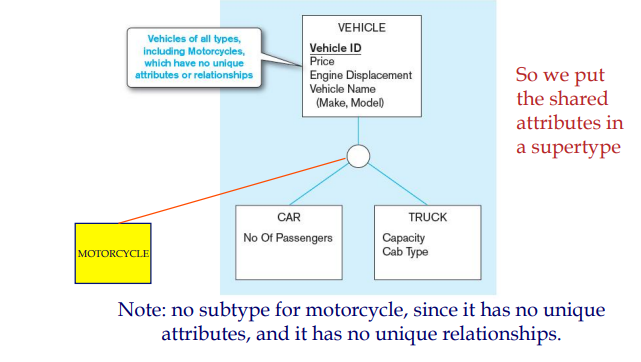 Vehicles of all types,
including Motorcycles,
which have no unique
attributes or relationships
VEHICLE
Vehicle ID
Price
Engine Displacement
Vehicle Name
(Make, Model)
So we put
the shared
attributes in
a supertype
CAR
No Of Passengers
TRUCK
Capacity
Cab Type
MOTORCYCLE
Note: no subtype for motorcycle, since it has no unique
attributes, and it has no unique relationships.